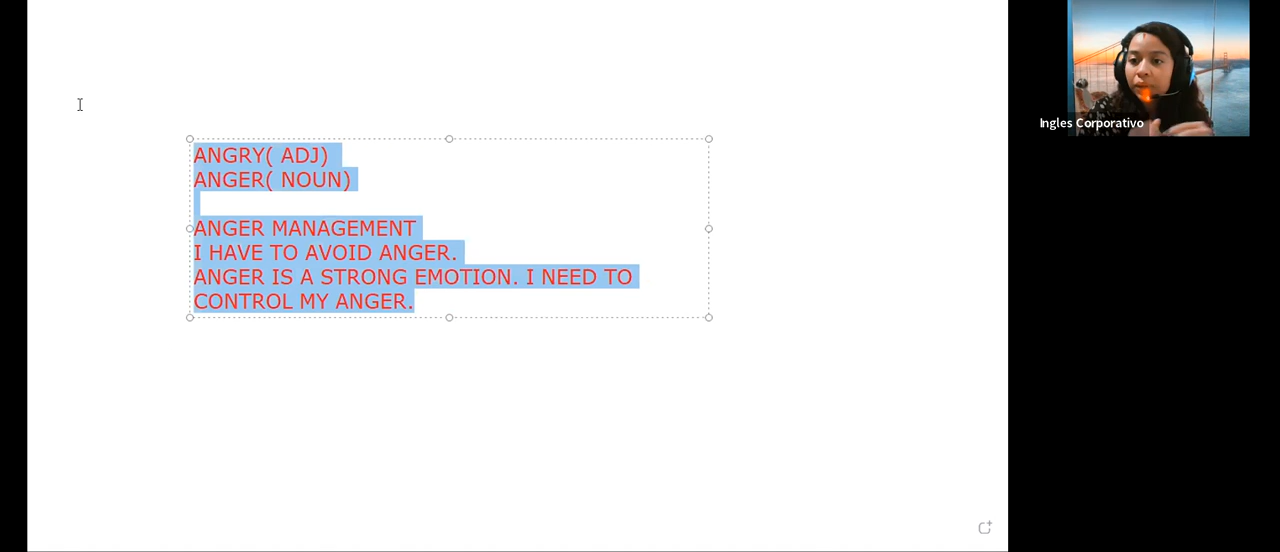 ANGRY( ADJ)
ANGER( NOUN)
ANGER MANAGEMENT
I HAVE TO AVOID ANGER.
ANGER IS A STRONG EMOTION. I NEED TO
CONTROL MY ANGER.
Ingles Corporativo